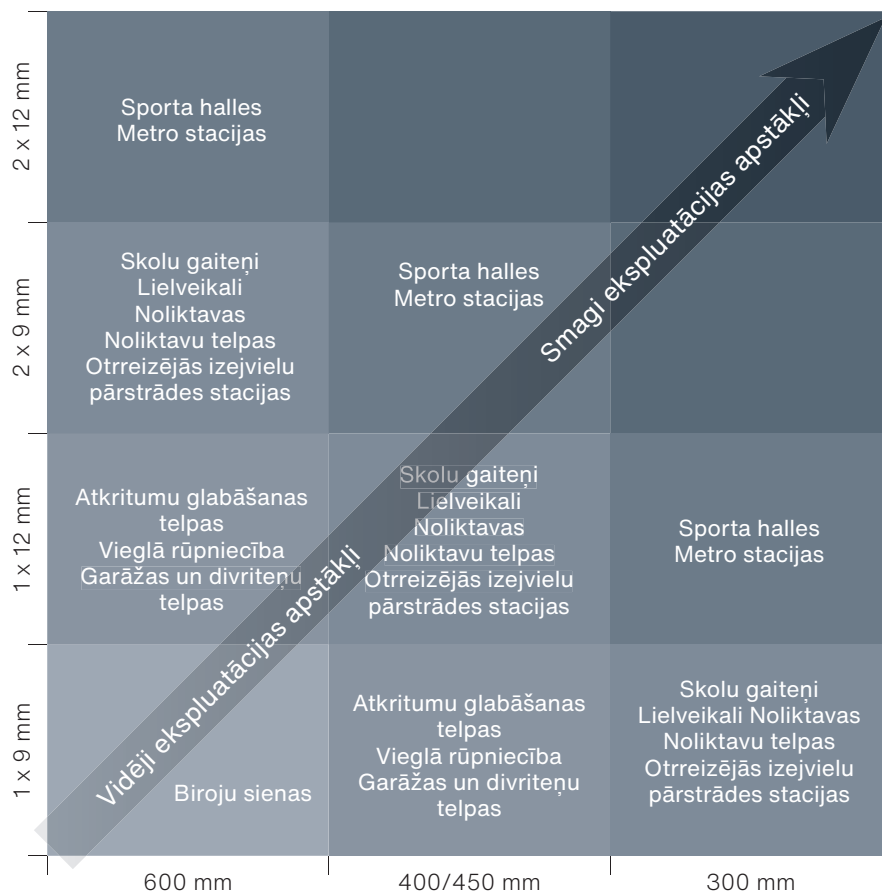 2 x 12 mm
Sporta halles
Metro stacijas
2 x 9 mm
Skolu gaiteņi
Lielveikali
Noliktavas
Noliktavu telpas
Otrreizējās izejvielu
pārstrādes stacijas
Sporta halles
Metro stacijas
Smagi ekspluatācijas apstākļi
1 x 12 mm
Atkritumu glabāšanas
telpas
Vieglā rūpniecība
Garāžas un divriteņu
telpas
Skolu gaiteņi
Lielveikali
Noliktavas
Noliktavu telpas
Otrreizējās izejvielu
pārstrādes stacijas
Sporta halles
Metro stacijas
Vidēji ekspluatācijas apstākļi
1 x 9 mm
Biroju sienas
Atkritumu glabāšanas
telpas
Vieglā rūpniecība
Garāžas un divriteņu
telpas
Skolu gaiteņi
Lielveikali Noliktavas
Noliktavu telpas
Otrreizējās izejvielu
pārstrādes stacijas
600 mm
400/450 mm
300 mm